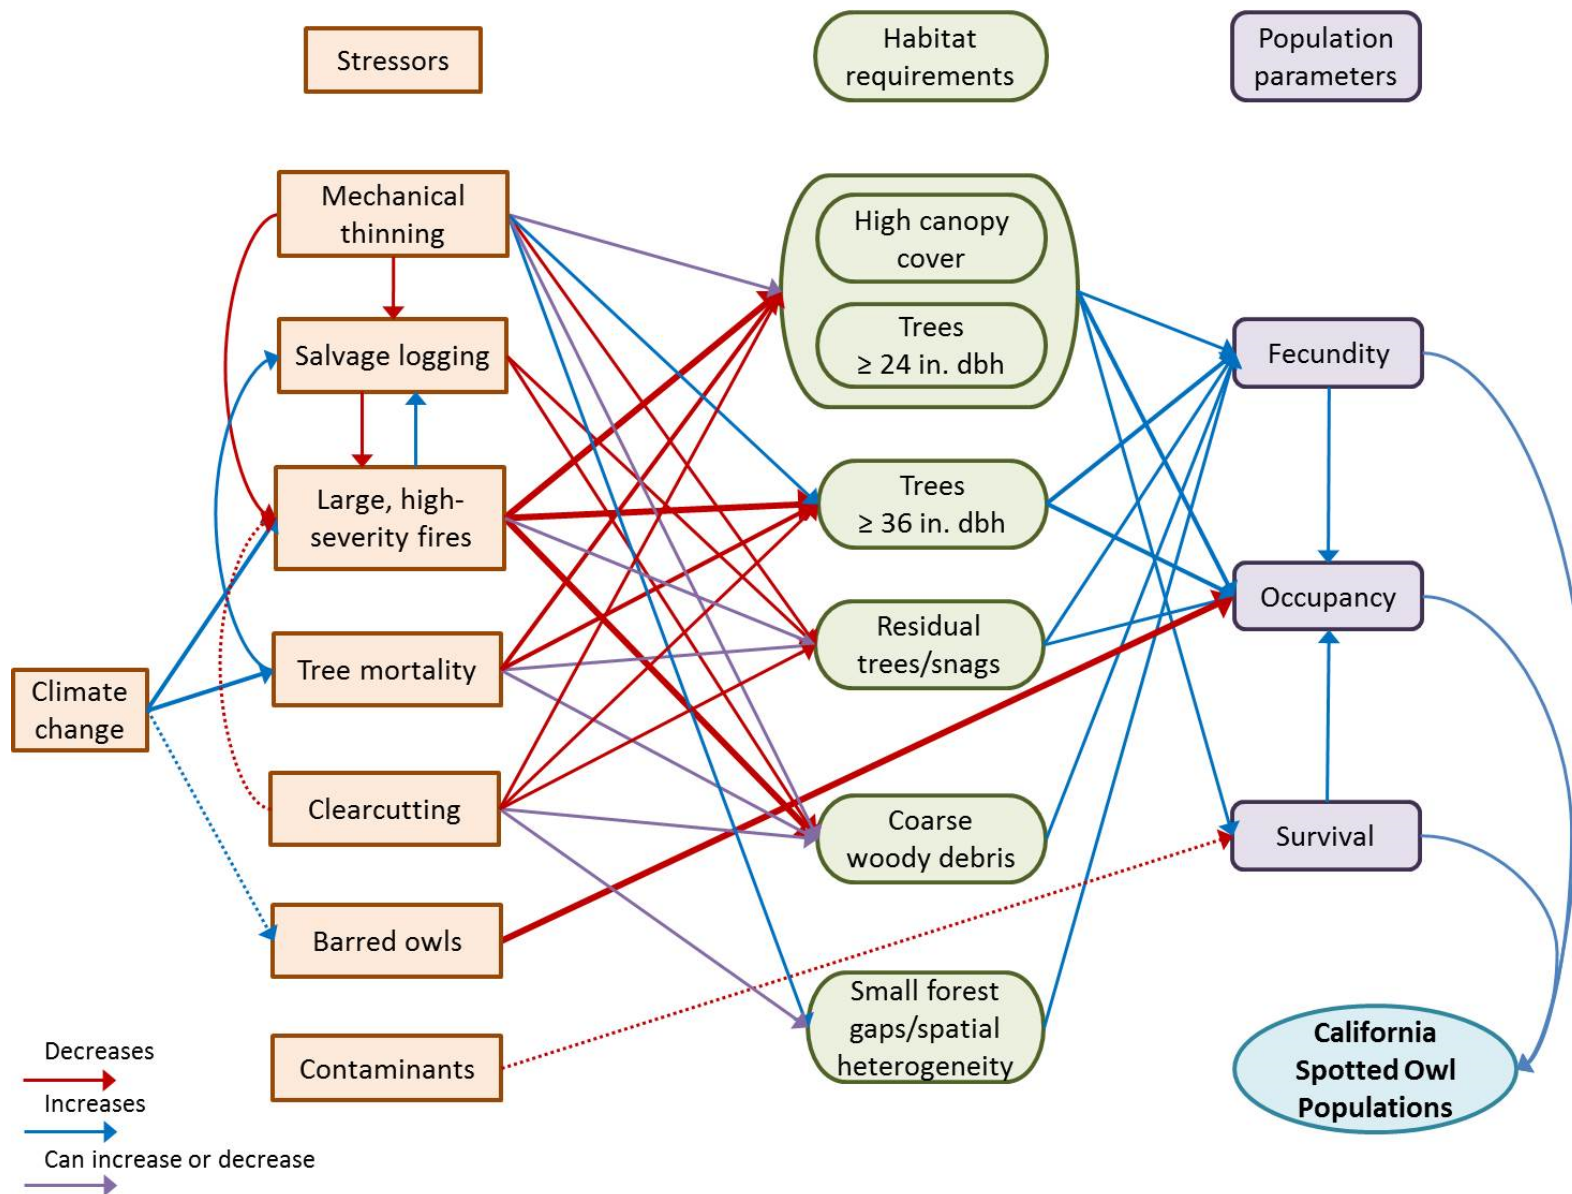 Stressors
Habitat
requirements
Population
parameters
Mechanical
thinning
High canopy
cover
Trees
≥ 24 in. dbh
Salvage logging
Fecundity
Large, high-
severity fires
Trees
≥ 36 in. dbh
Occupancy
Residual
trees/snags
Tree mortality
Climate
change
Clearcutting
Coarse
woody debris
Survival
Barred owls
Small forest
gaps/spatial
heterogeneity
Contaminants
California
Spotted Owl
Populations
Decreases
Increases
Can increase or decrease